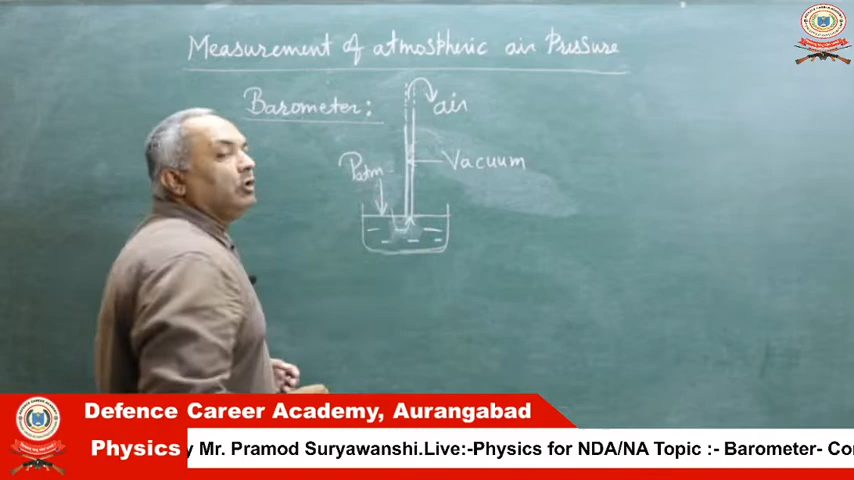 Measurement of atmospheric air Pressure
Barometer:
air
Patm
Vacuum
Defence Career Academy, Aurangabad
Physics
y Mr. Pramod Suryawanshi.Live:-Physics for NDA/NA Topic :- Barometer- Co